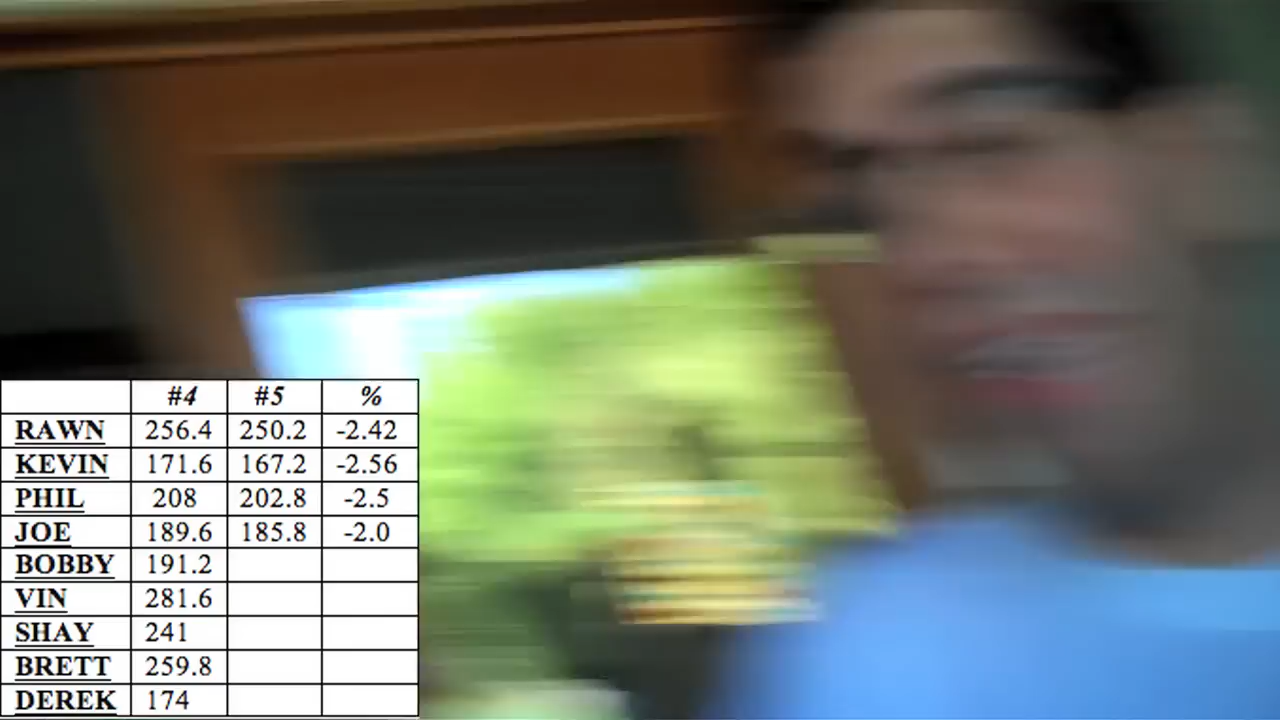 #4 #5 %
RAWN 256.4 250.2 -2.42
KEVIN 171.6 167.2 -2.56
PHIL 208 202.8 -2.5
JOE 189.6 185.8 -2.0
BOBBY 191.2
VIN 281.6
SHAY 241
BRETT 259.8
DEREK 174